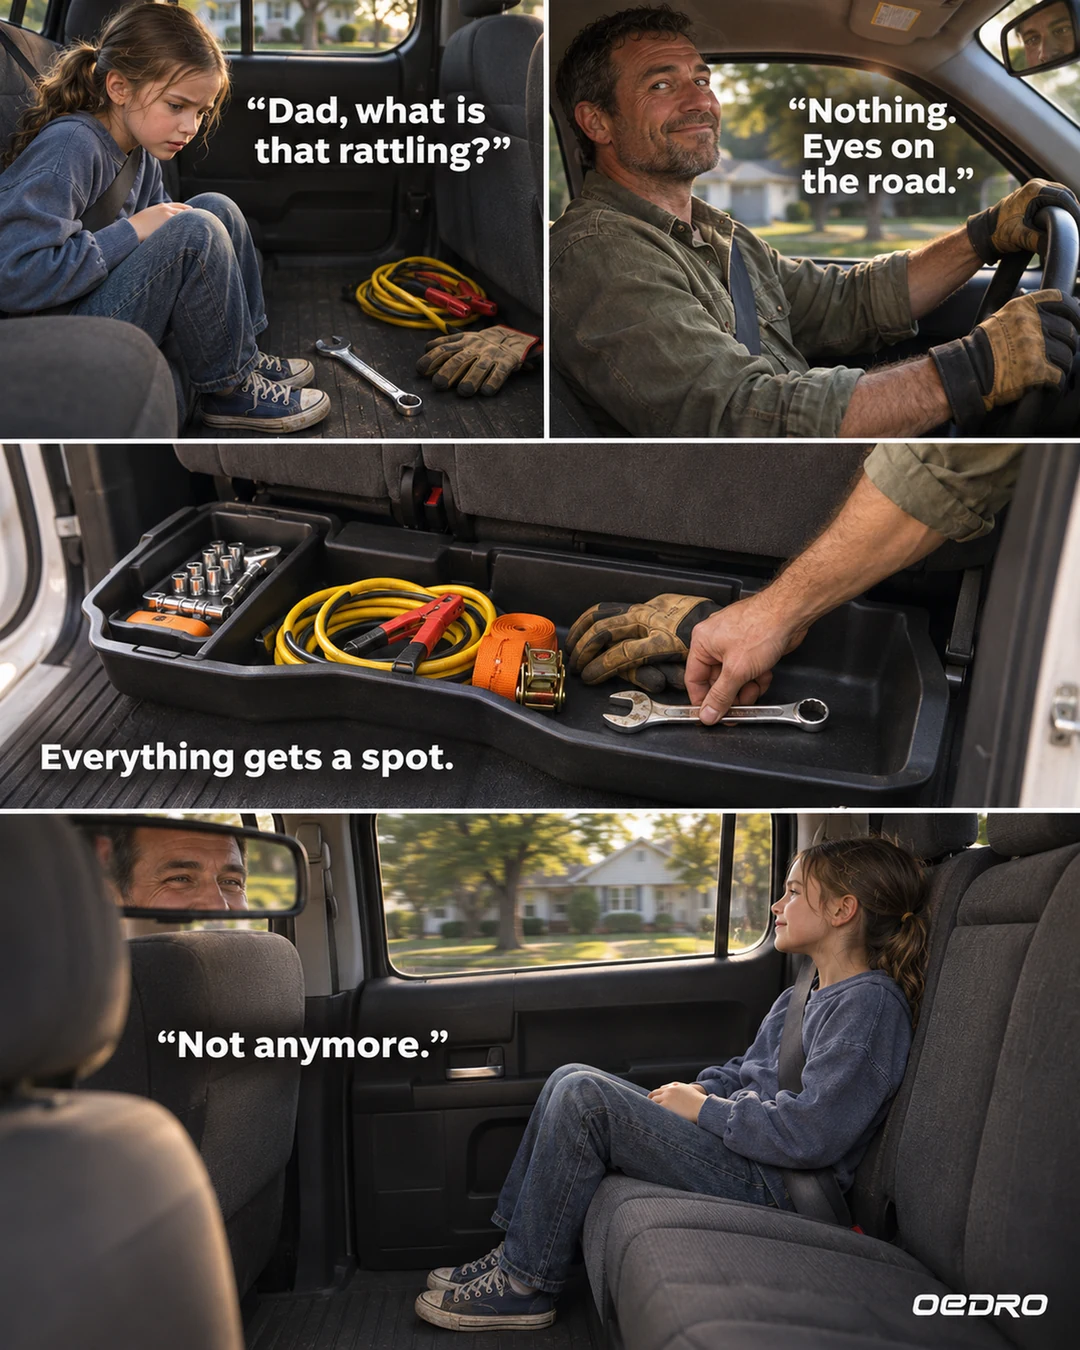 “Dad, what is
that rattling?”
“Nothing.
Eyes on
the road.”
Everything gets a spot.
“Not anymore.”
OEDRO